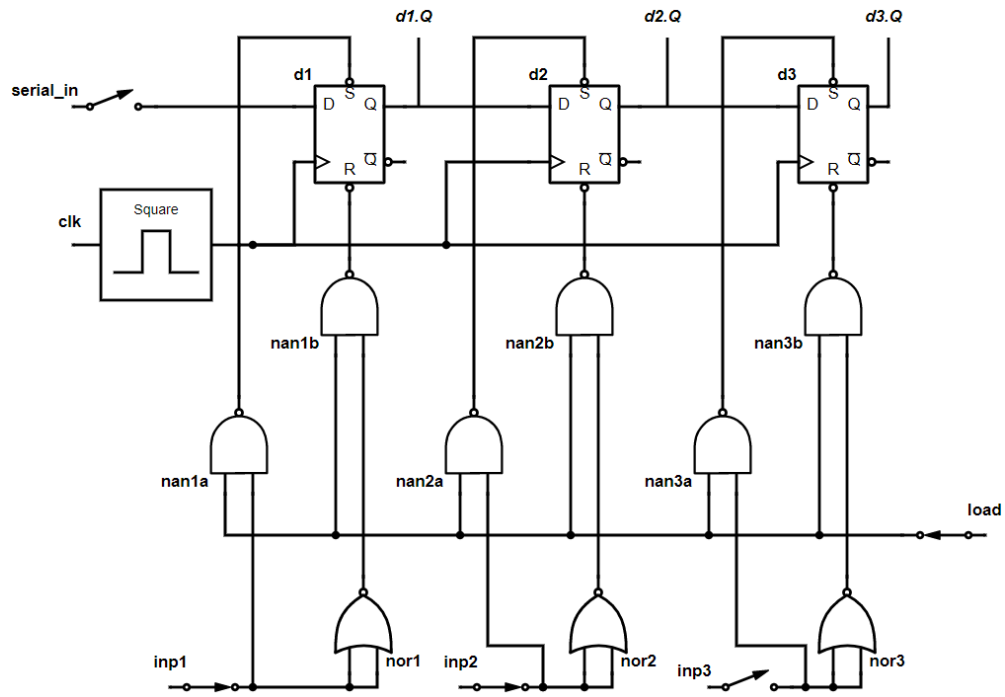 d1.Q
d2.Q
d3.Q
serial_in
d1
S
D
Q
Q
R
d2
S
D
Q
Q
R
d3
S
D
Q
Q
R
clk
Square
nan1b
nan2b
nan3b
nan1a
nan2a
nan3a
load
inp1
nor1
inp2
nor2
inp3
nor3